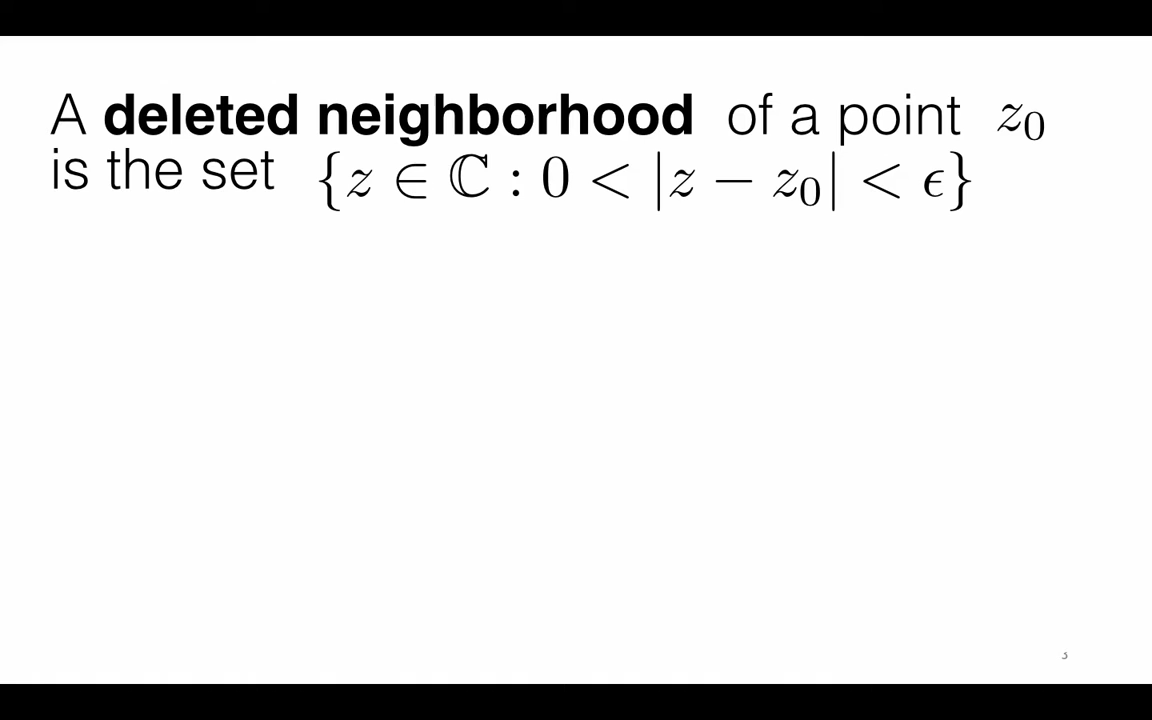 A deleted neighborhood of a point z₀
is the set {z ∈ ℂ : 0 < |z − z₀| < ϵ}